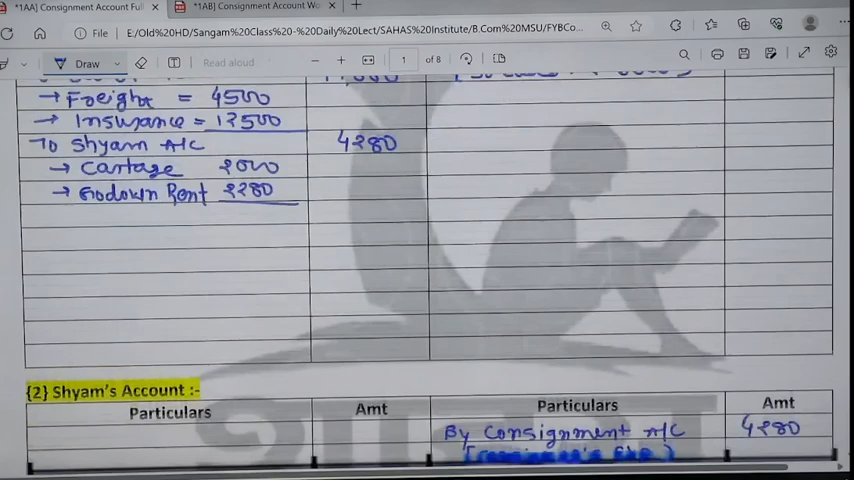 *1AA] Consignment Account Full
*1AB] Consignment Account Wo
File E:/Old%20HD/Sangam%20Class%20-%20Daily%20Lect/SAHAS%20Institute/B.Com%20MSU/FYBCo...
Draw Read aloud 1 of 8
→ Freight = 4500
→ Insurance = 12500
To Shyam A/C 4280
→ Cartage 2000
→ Godown Rent 2280
{2} Shyam's Account :-
Particulars Amt Particulars Amt
By Consignment A/C 4280